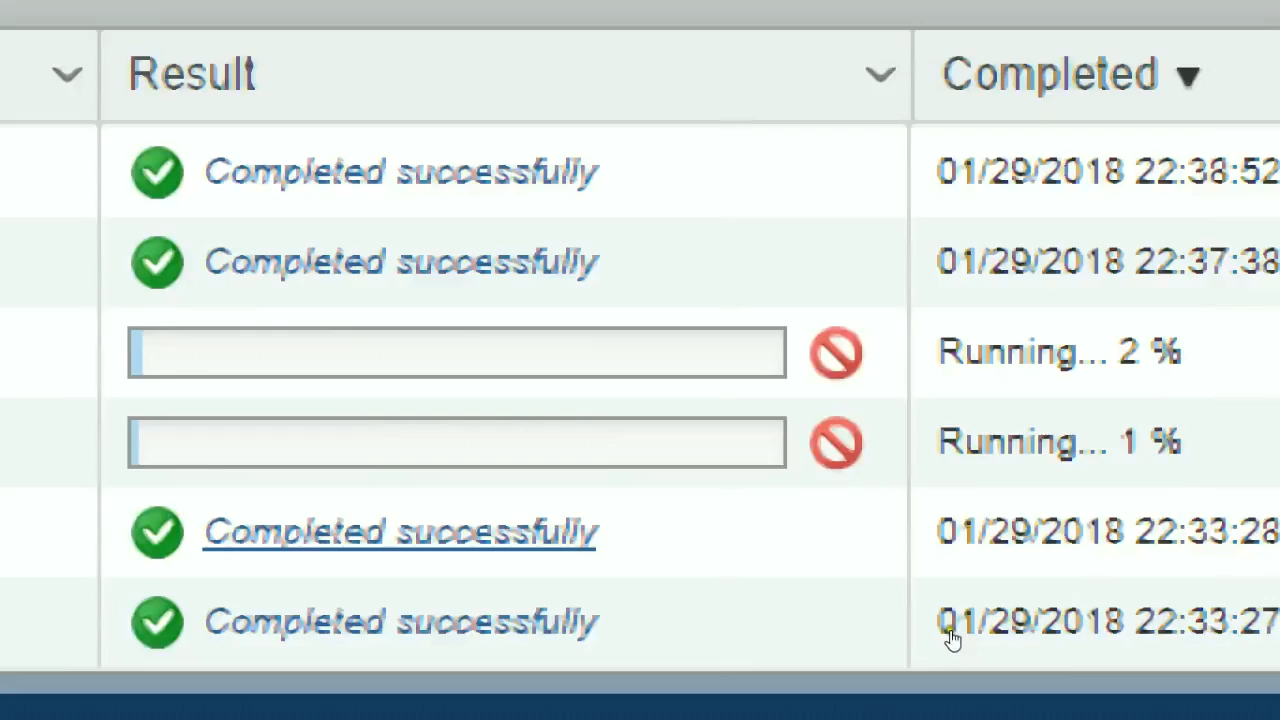 Result Completed
Completed successfully 01/29/2018 22:38:52
Completed successfully 01/29/2018 22:37:38
Running... 2 %
Running... 1 %
Completed successfully 01/29/2018 22:33:28
Completed successfully 01/29/2018 22:33:27